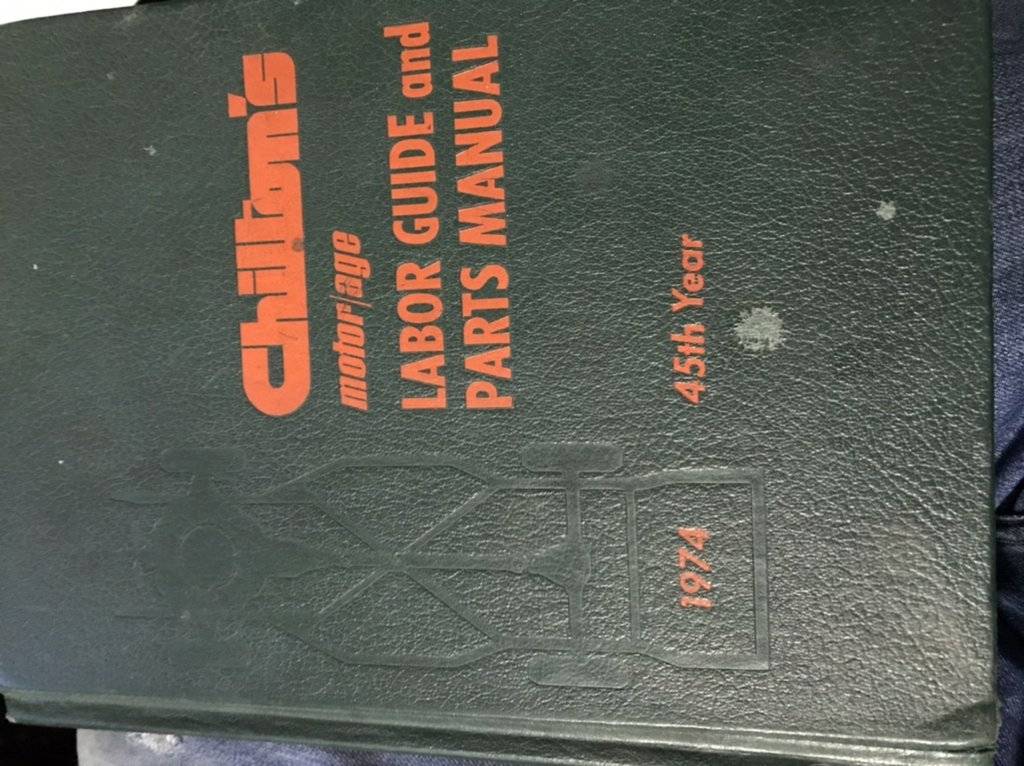 Chilton's
motor/age
LABOR GUIDE and
PARTS MANUAL
1974
45th Year